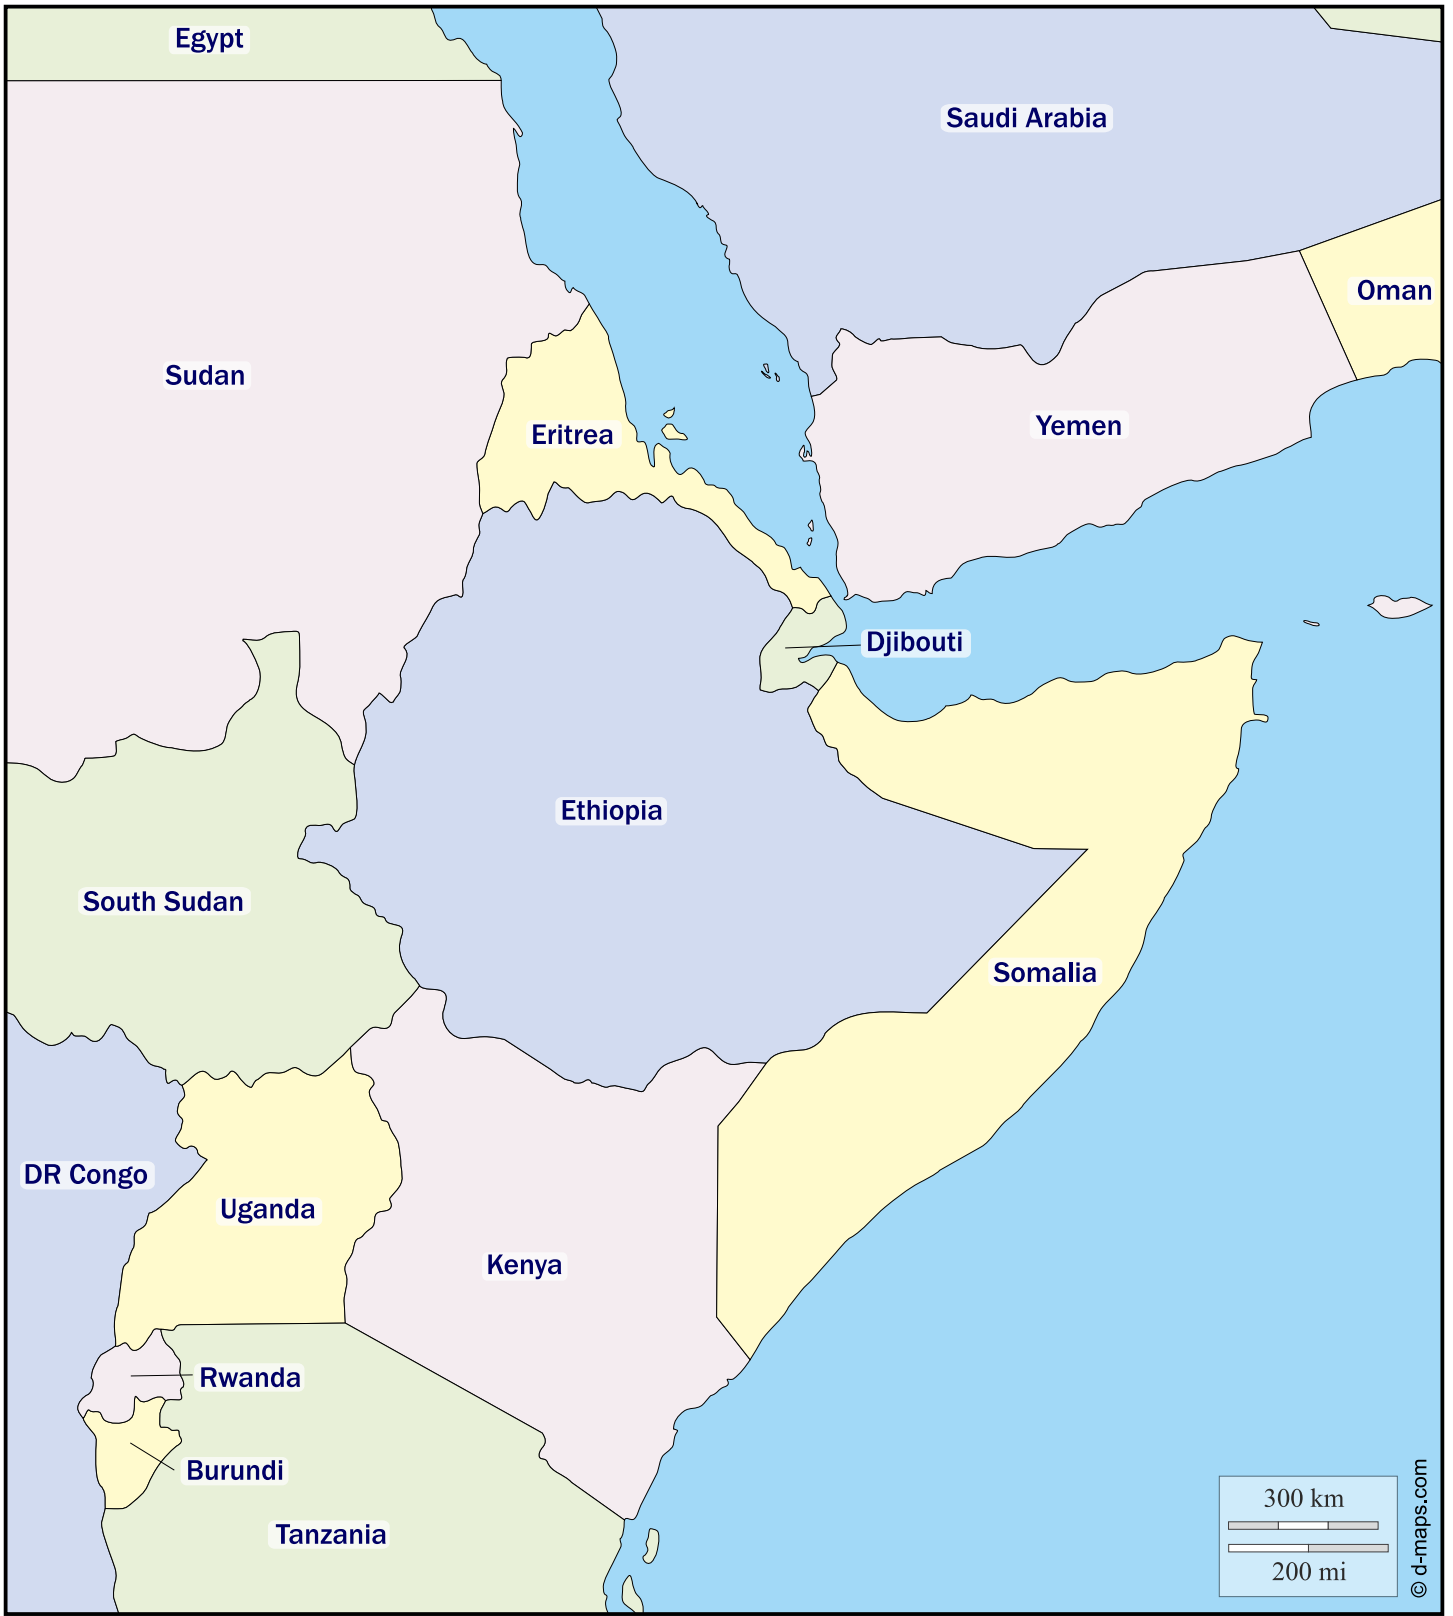 Egypt
Saudi Arabia
Oman
Sudan
Yemen
Eritrea
Djibouti
Ethiopia
South Sudan
Somalia
DR Congo
Uganda
Kenya
Rwanda
Burundi
Tanzania
300 km
200 mi
© d-maps.com